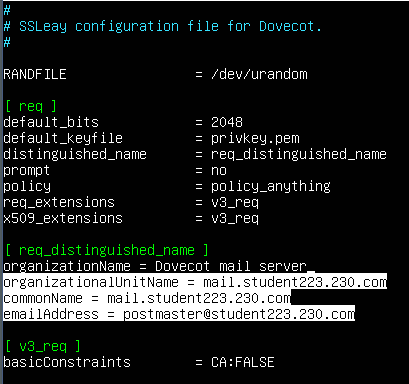 #
# SSLeay configuration file for Dovecot.
#
RANDFILE = /dev/urandom
[ req ]
default_bits = 2048
default_keyfile = privkey.pem
distinguished_name = req_distinguished_name
prompt = no
policy = policy_anything
req_extensions = v3_req
x509_extensions = v3_req
[ req_distinguished_name ]
organizationName = Dovecot mail server
organizationalUnitName = mail.student223.230.com
commonName = mail.student223.230.com
emailAddress = postmaster@student223.230.com
[ v3_req ]
basicConstraints = CA:FALSE